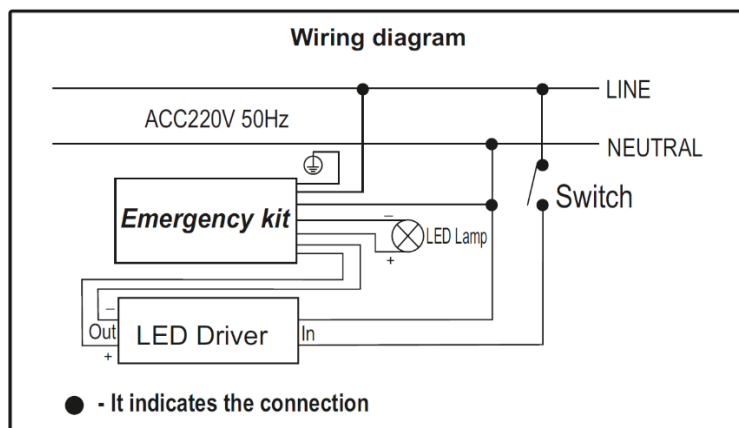 Wiring diagram
LINE
ACC220V 50Hz
NEUTRAL
Emergency kit
Switch
–
LED Lamp
+
–
Out
LED Driver
In
+
- It indicates the connection